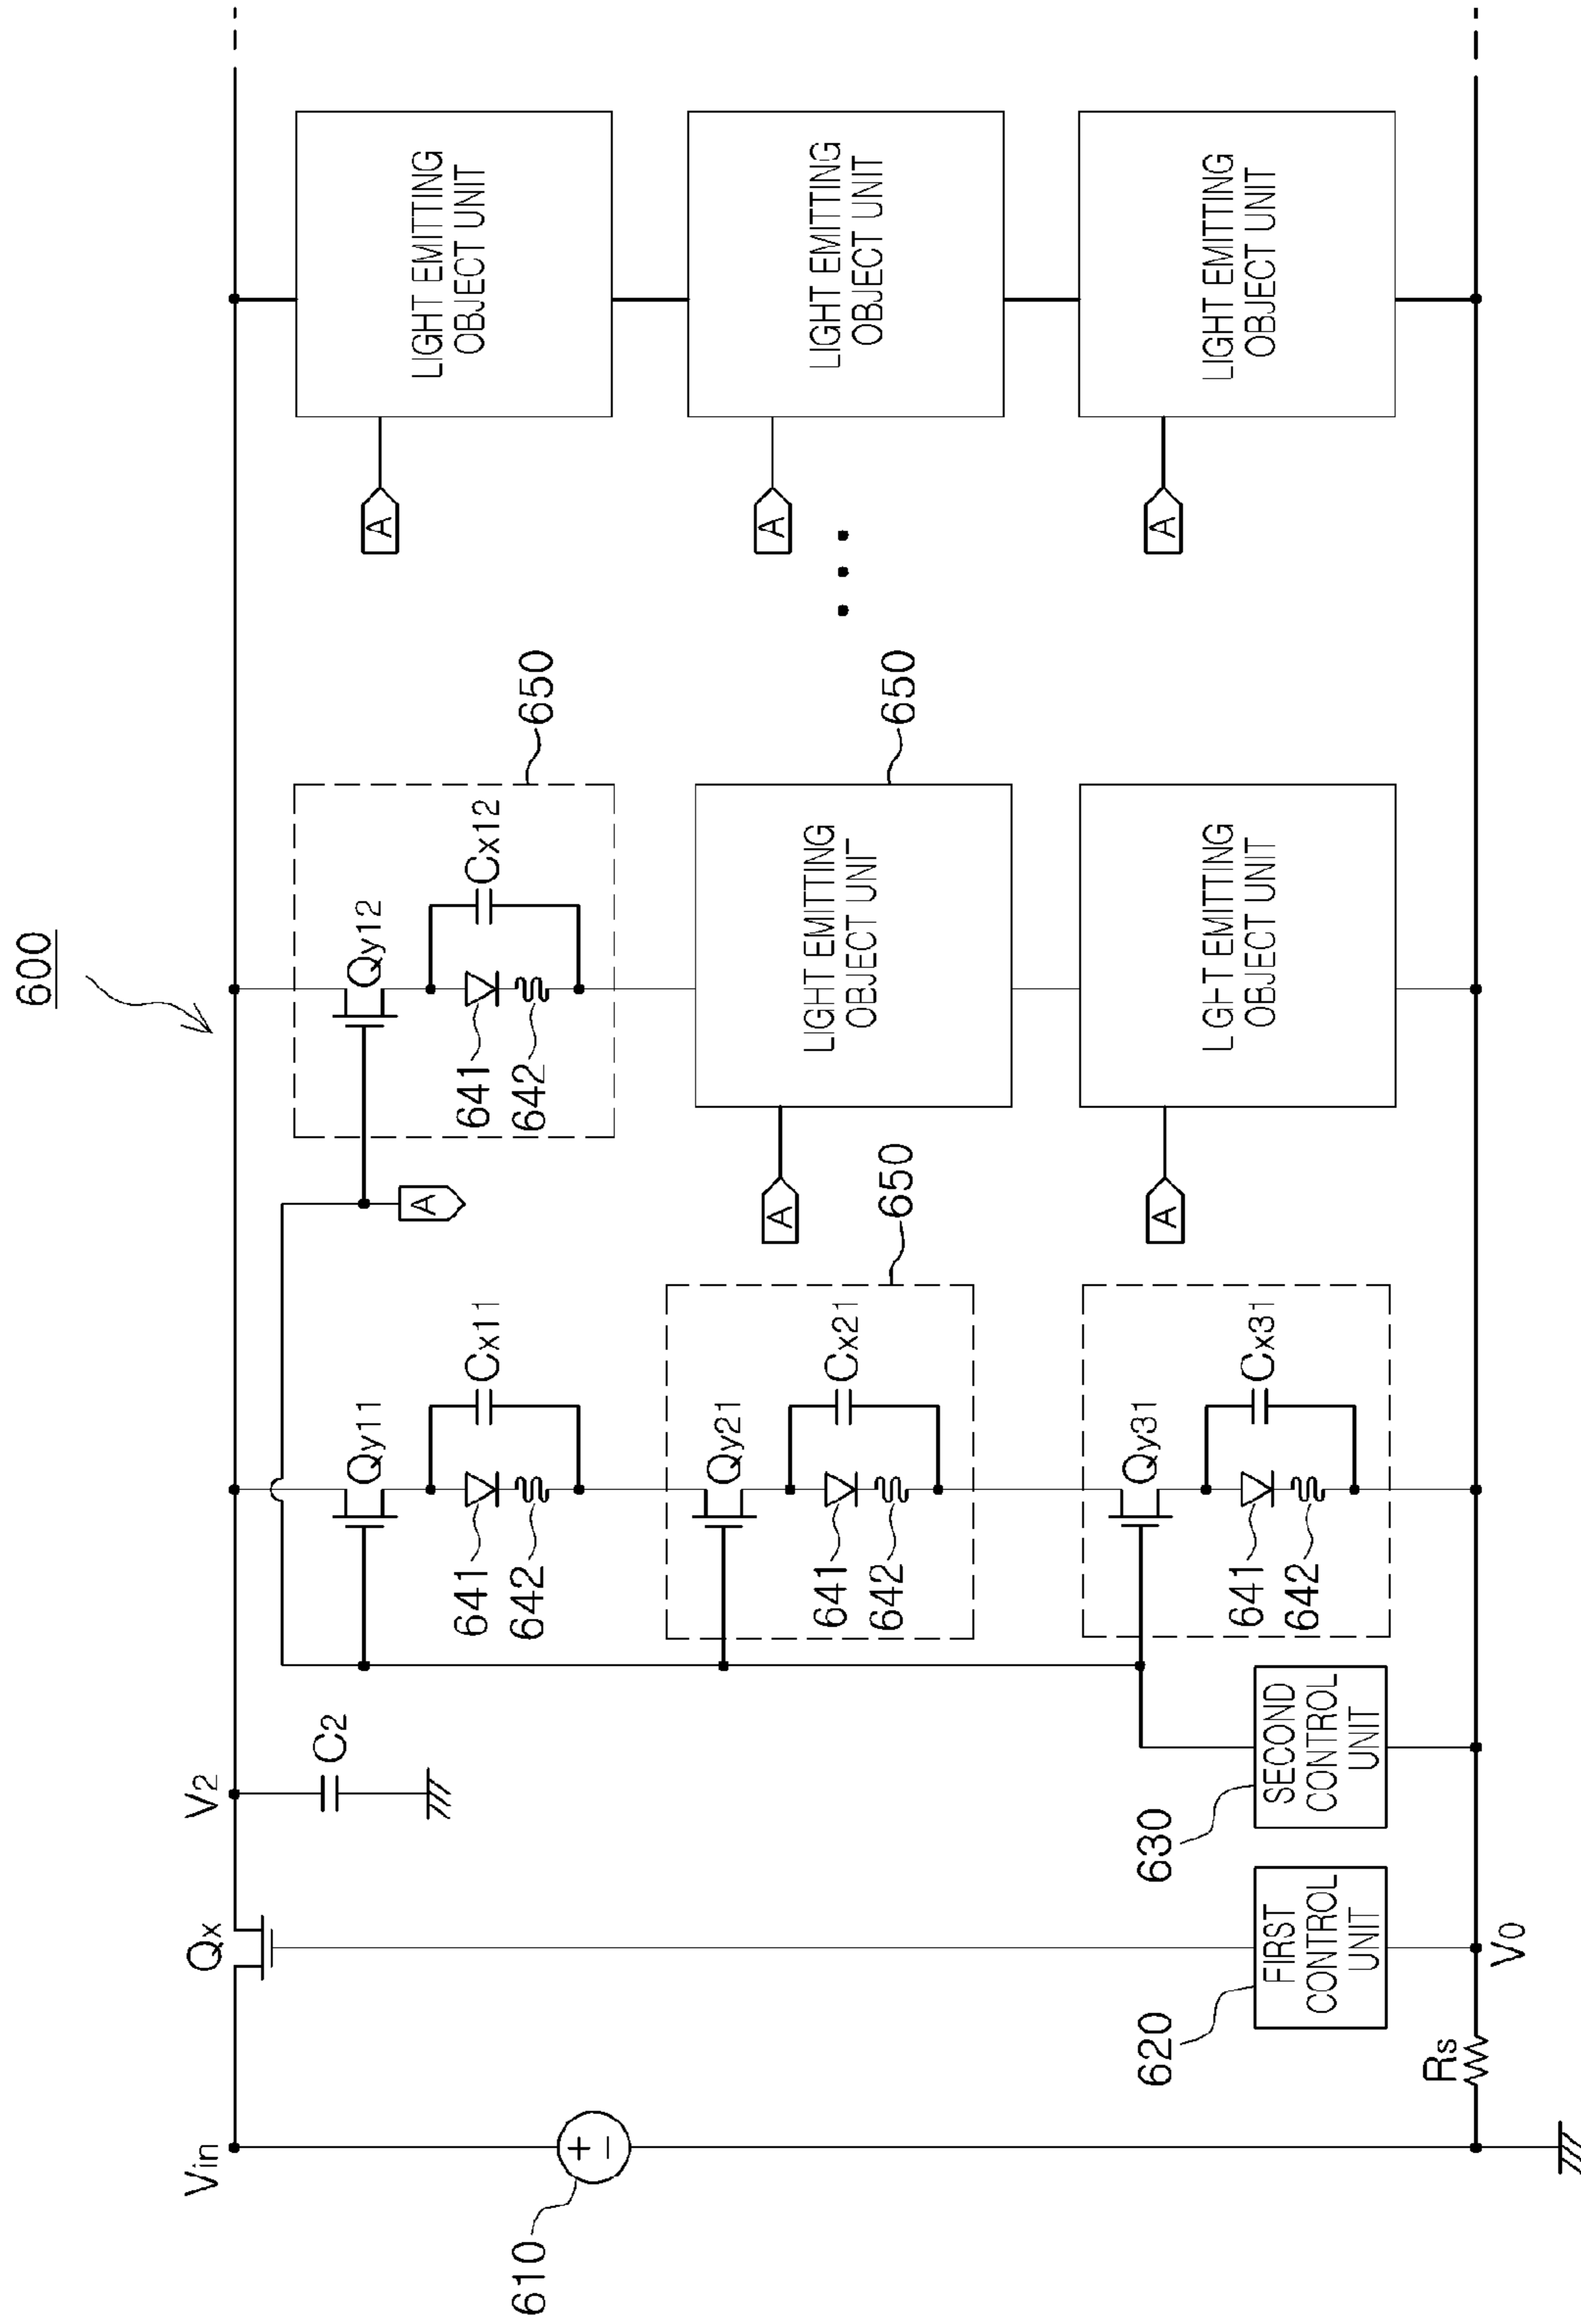 600
Vin
Qx
V2
C2
610
620
FIRST
CONTROL
UNIT
630
SECOND
CONTROL
UNIT
Rs
V0
Qy11
Cx11
641
642
650
Qy21
Cx21
641
642
Qy31
Cx31
641
642
A
650
Qy12
Cx12
641
642
A
650
LIGHT EMITTING
OBJECT UNIT
A
LGHT EMITTING
OBJECT UNIT
A
LIGHT EMITTING
OBJECT UNIT
A
LIGHT EMITTING
OBJECT UNIT
A
LIGHT EMITTING
OBJECT UNIT